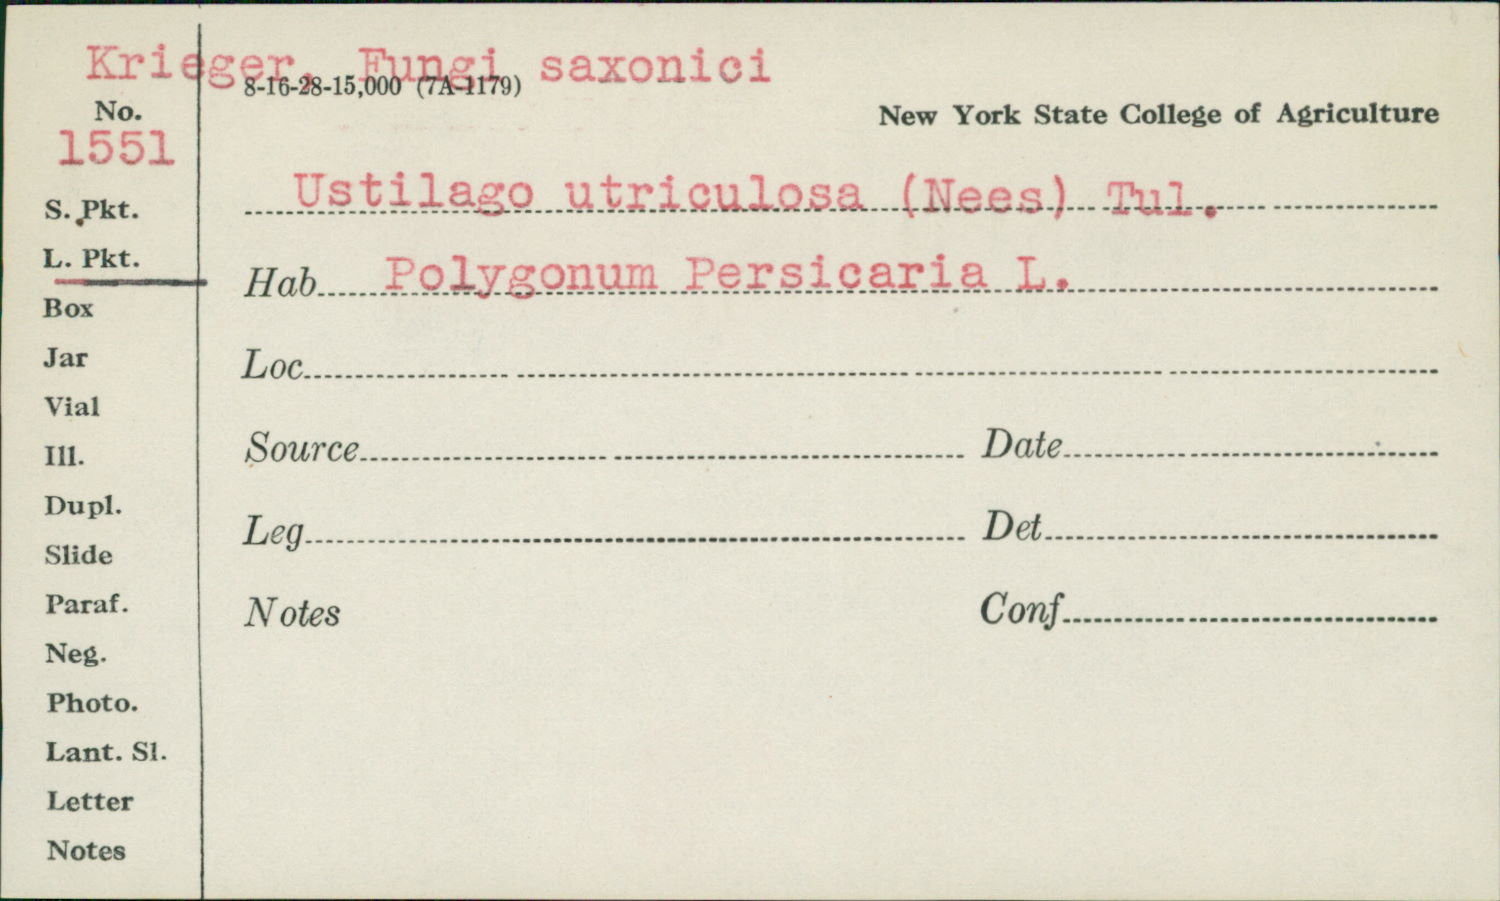 Krieger, Fungi saxonici
8-16-28-15,000 (7A-1179)
No.
New York State College of Agriculture
1551
Ustilago utriculosa (Nees) Tul.
S. Pkt.
L. Pkt.
Hab. Polygonum Persicaria L.
Box
Jar
Loc.
Vial
Source
Date
Ill.
Dupl.
Leg.
Det.
Slide
Paraf.
Notes
Conf.
Neg.
Photo.
Lant. Sl.
Letter
Notes